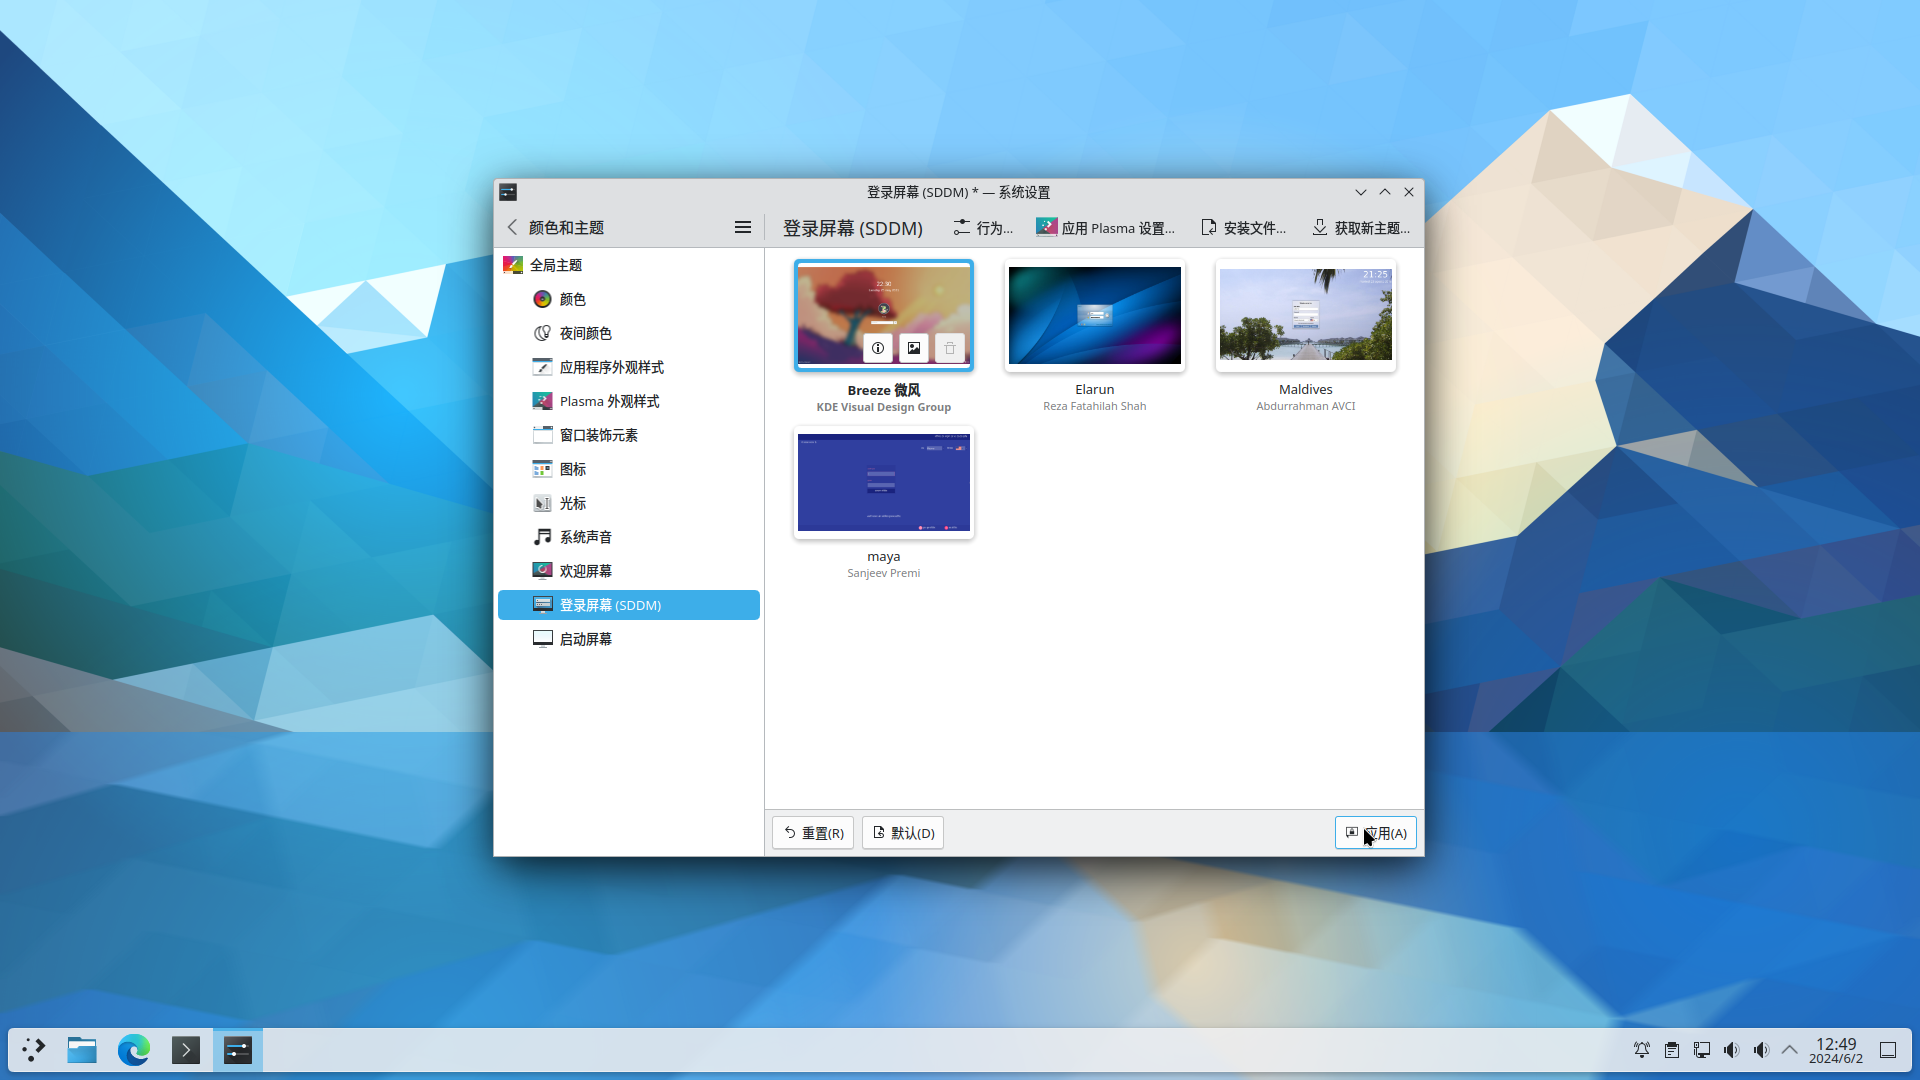 登录屏幕 (SDDM) * — 系统设置
颜色和主题
登录屏幕 (SDDM)
行为...
应用 Plasma 设置...
安装文件...
获取新主题...
全局主题
颜色
夜间颜色
应用程序外观样式
Plasma 外观样式
窗口装饰元素
图标
光标
系统声音
欢迎屏幕
登录屏幕 (SDDM)
启动屏幕
22:30
Breeze 微风
KDE Visual Design Group
Elarun
Reza Fatahilah Shah
21:25
Maldives
Abdurrahman AVCI
maya
Sanjeev Premi
重置(R)
默认(D)
应用(A)
12:49
2024/6/2